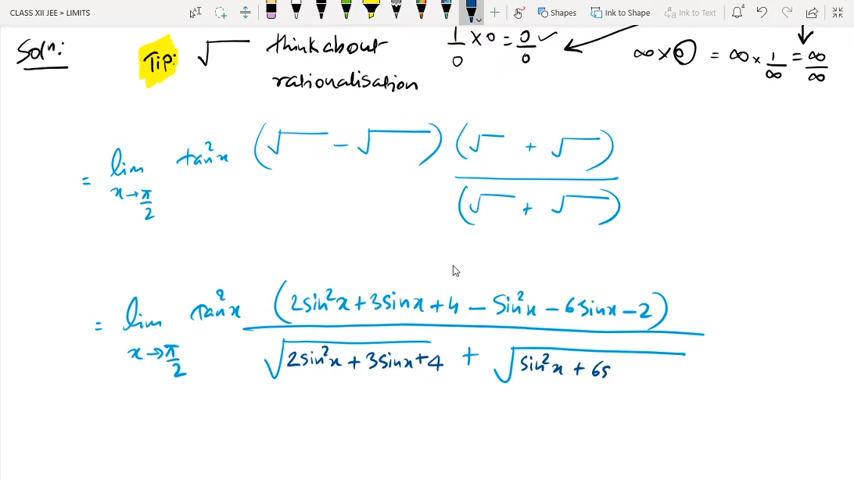 CLASS XII JEE > LIMITS
Shapes
Ink to Shape
Ink to Text
Solⁿ:
Tip: √ think about rationalisation
1/0 × 0 = 0/0 ✓
∞ × 0 = ∞ × 1/∞ = ∞/∞
= lim x→π/2 tan²x (√ − √) (√ + √)/(√ + √)
= lim x→π/2 tan²x (2sin²x + 3sinx + 4 − sin²x − 6sinx − 2)/(√(2sin²x + 3sinx + 4) + √(sin²x + 6s